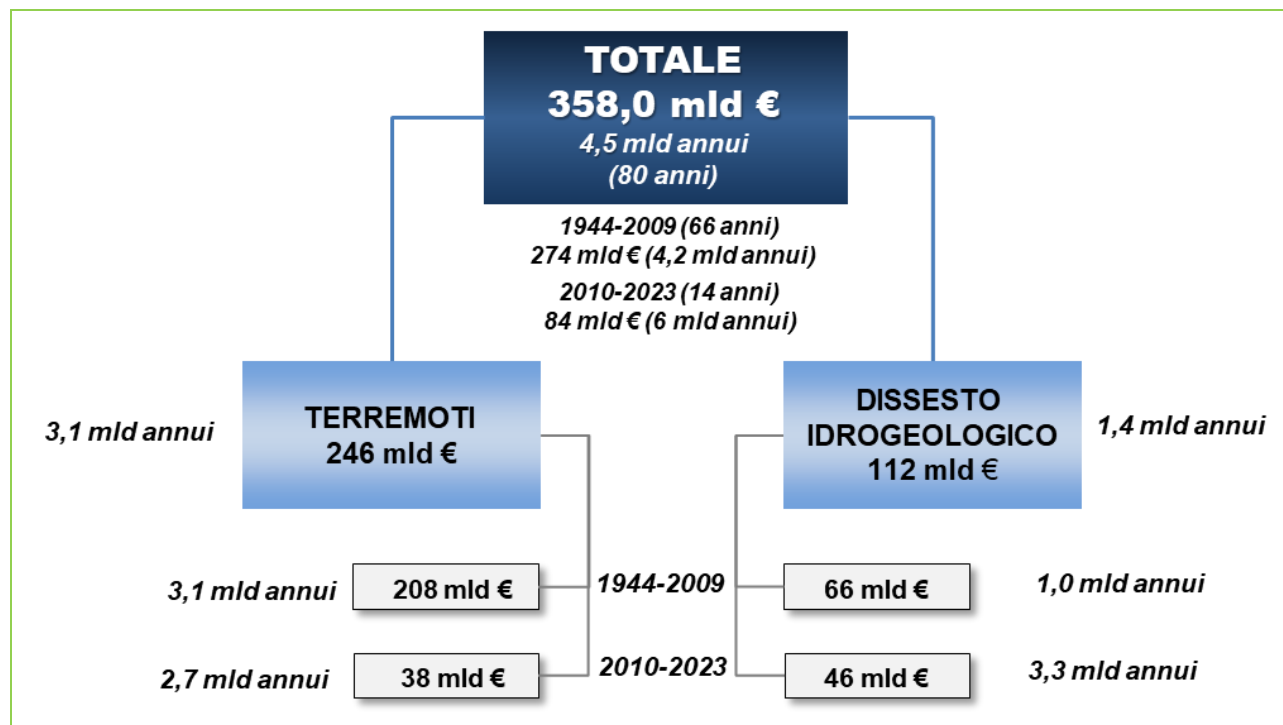 TOTALE
358,0 mld €
4,5 mld annui
(80 anni)
1944-2009 (66 anni)
274 mld € (4,2 mld annui)
2010-2023 (14 anni)
84 mld € (6 mld annui)
3,1 mld annui
TERREMOTI
246 mld €
DISSESTO
IDROGEOLOGICO
112 mld €
1,4 mld annui
3,1 mld annui
208 mld €
1944-2009
66 mld €
1,0 mld annui
2,7 mld annui
38 mld €
2010-2023
46 mld €
3,3 mld annui